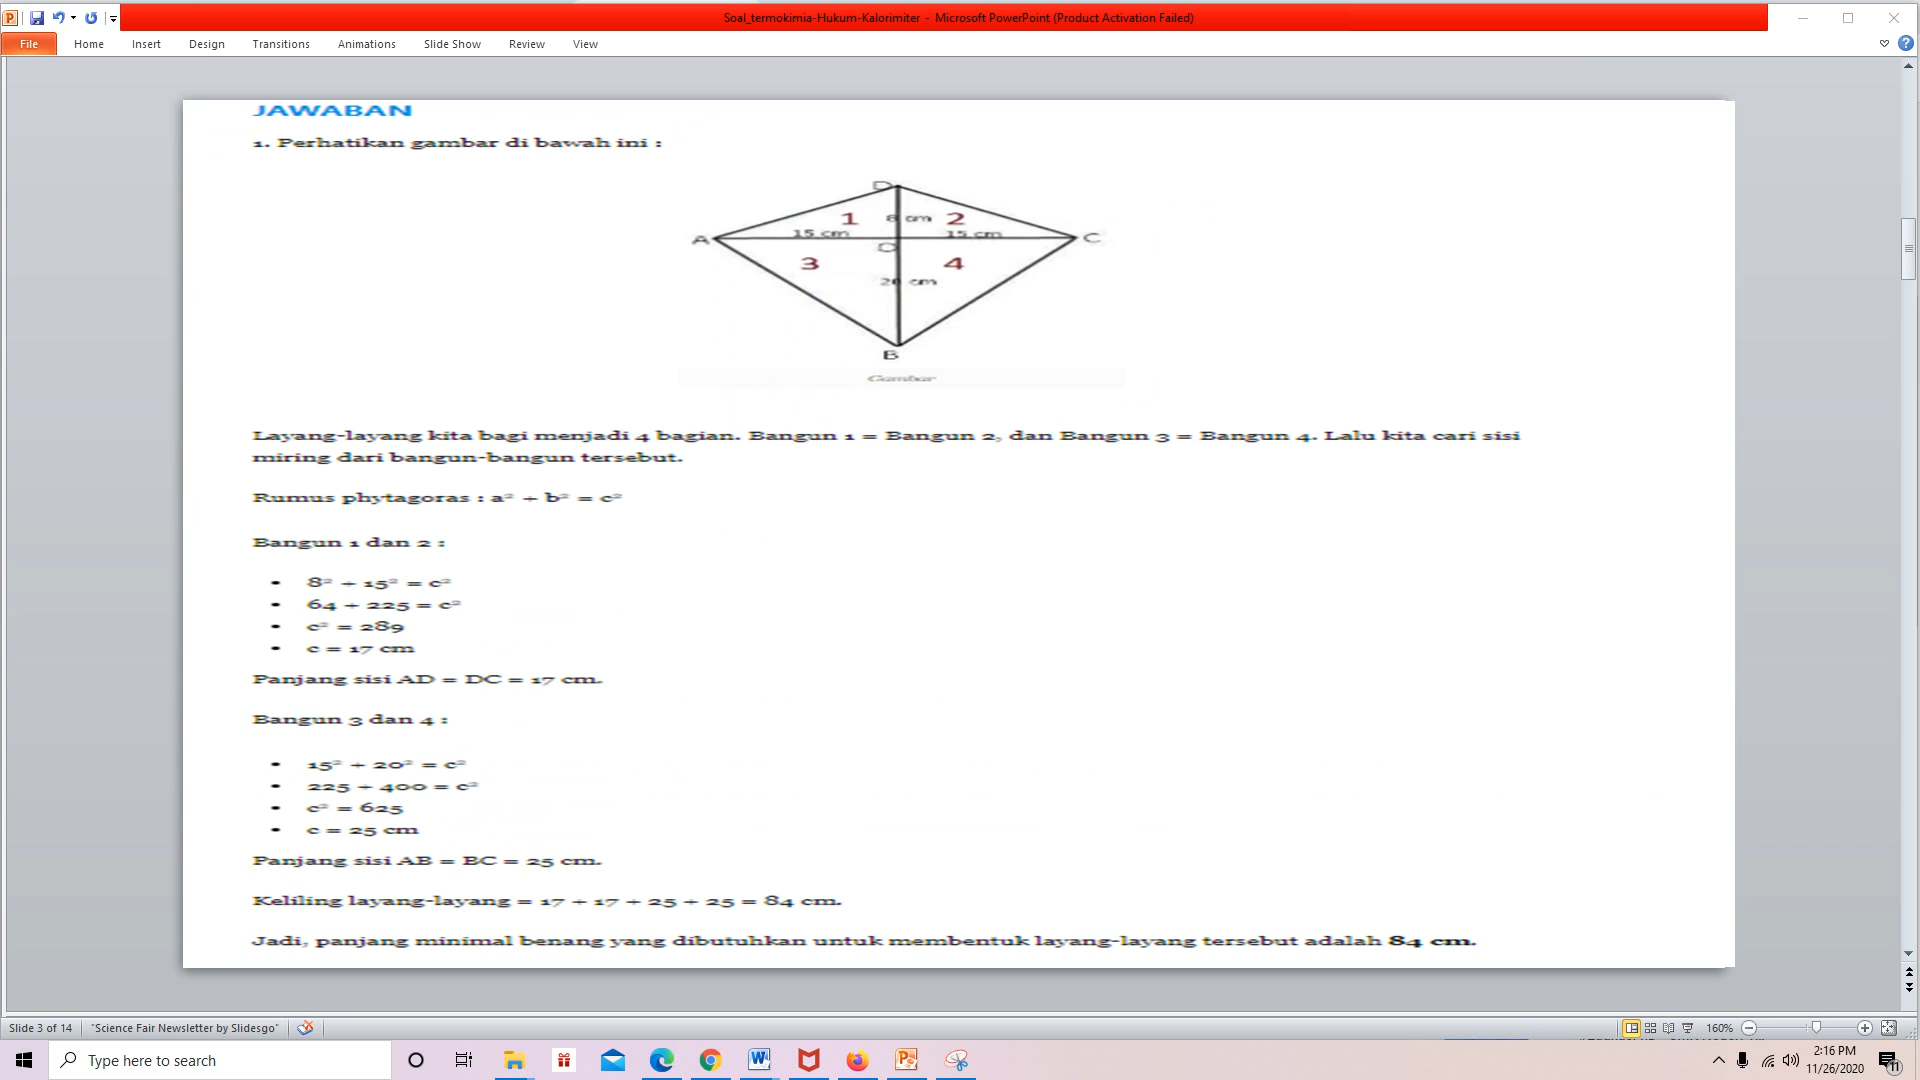 Soal_termokimia-Hukum-Kalorimiter - Microsoft PowerPoint (Product Activation Failed)
File Home Insert Design Transitions Animations Slide Show Review View
JAWABAN
1. Perhatikan gambar di bawah ini :
D
1 8 cm 2
A 15 cm 15 cm C
O
3 4
20 cm
B
Gambar
Layang-layang kita bagi menjadi 4 bagian. Bangun 1 = Bangun 2, dan Bangun 3 = Bangun 4. Lalu kita cari sisi
miring dari bangun-bangun tersebut.
Rumus phytagoras : a² + b² = c²
Bangun 1 dan 2 :
• 8² + 15² = c²
• 64 + 225 = c²
• c² = 289
• c = 17 cm
Panjang sisi AD = DC = 17 cm.
Bangun 3 dan 4 :
• 15² + 20² = c²
• 225 + 400 = c²
• c² = 625
• c = 25 cm
Panjang sisi AB = BC = 25 cm.
Keliling layang-layang = 17 + 17 + 25 + 25 = 84 cm.
Jadi, panjang minimal benang yang dibutuhkan untuk membentuk layang-layang tersebut adalah 84 cm.
Slide 3 of 14 "Science Fair Newsletter by Slidesgo" 160%
Type here to search
2:16 PM
11/26/2020
11